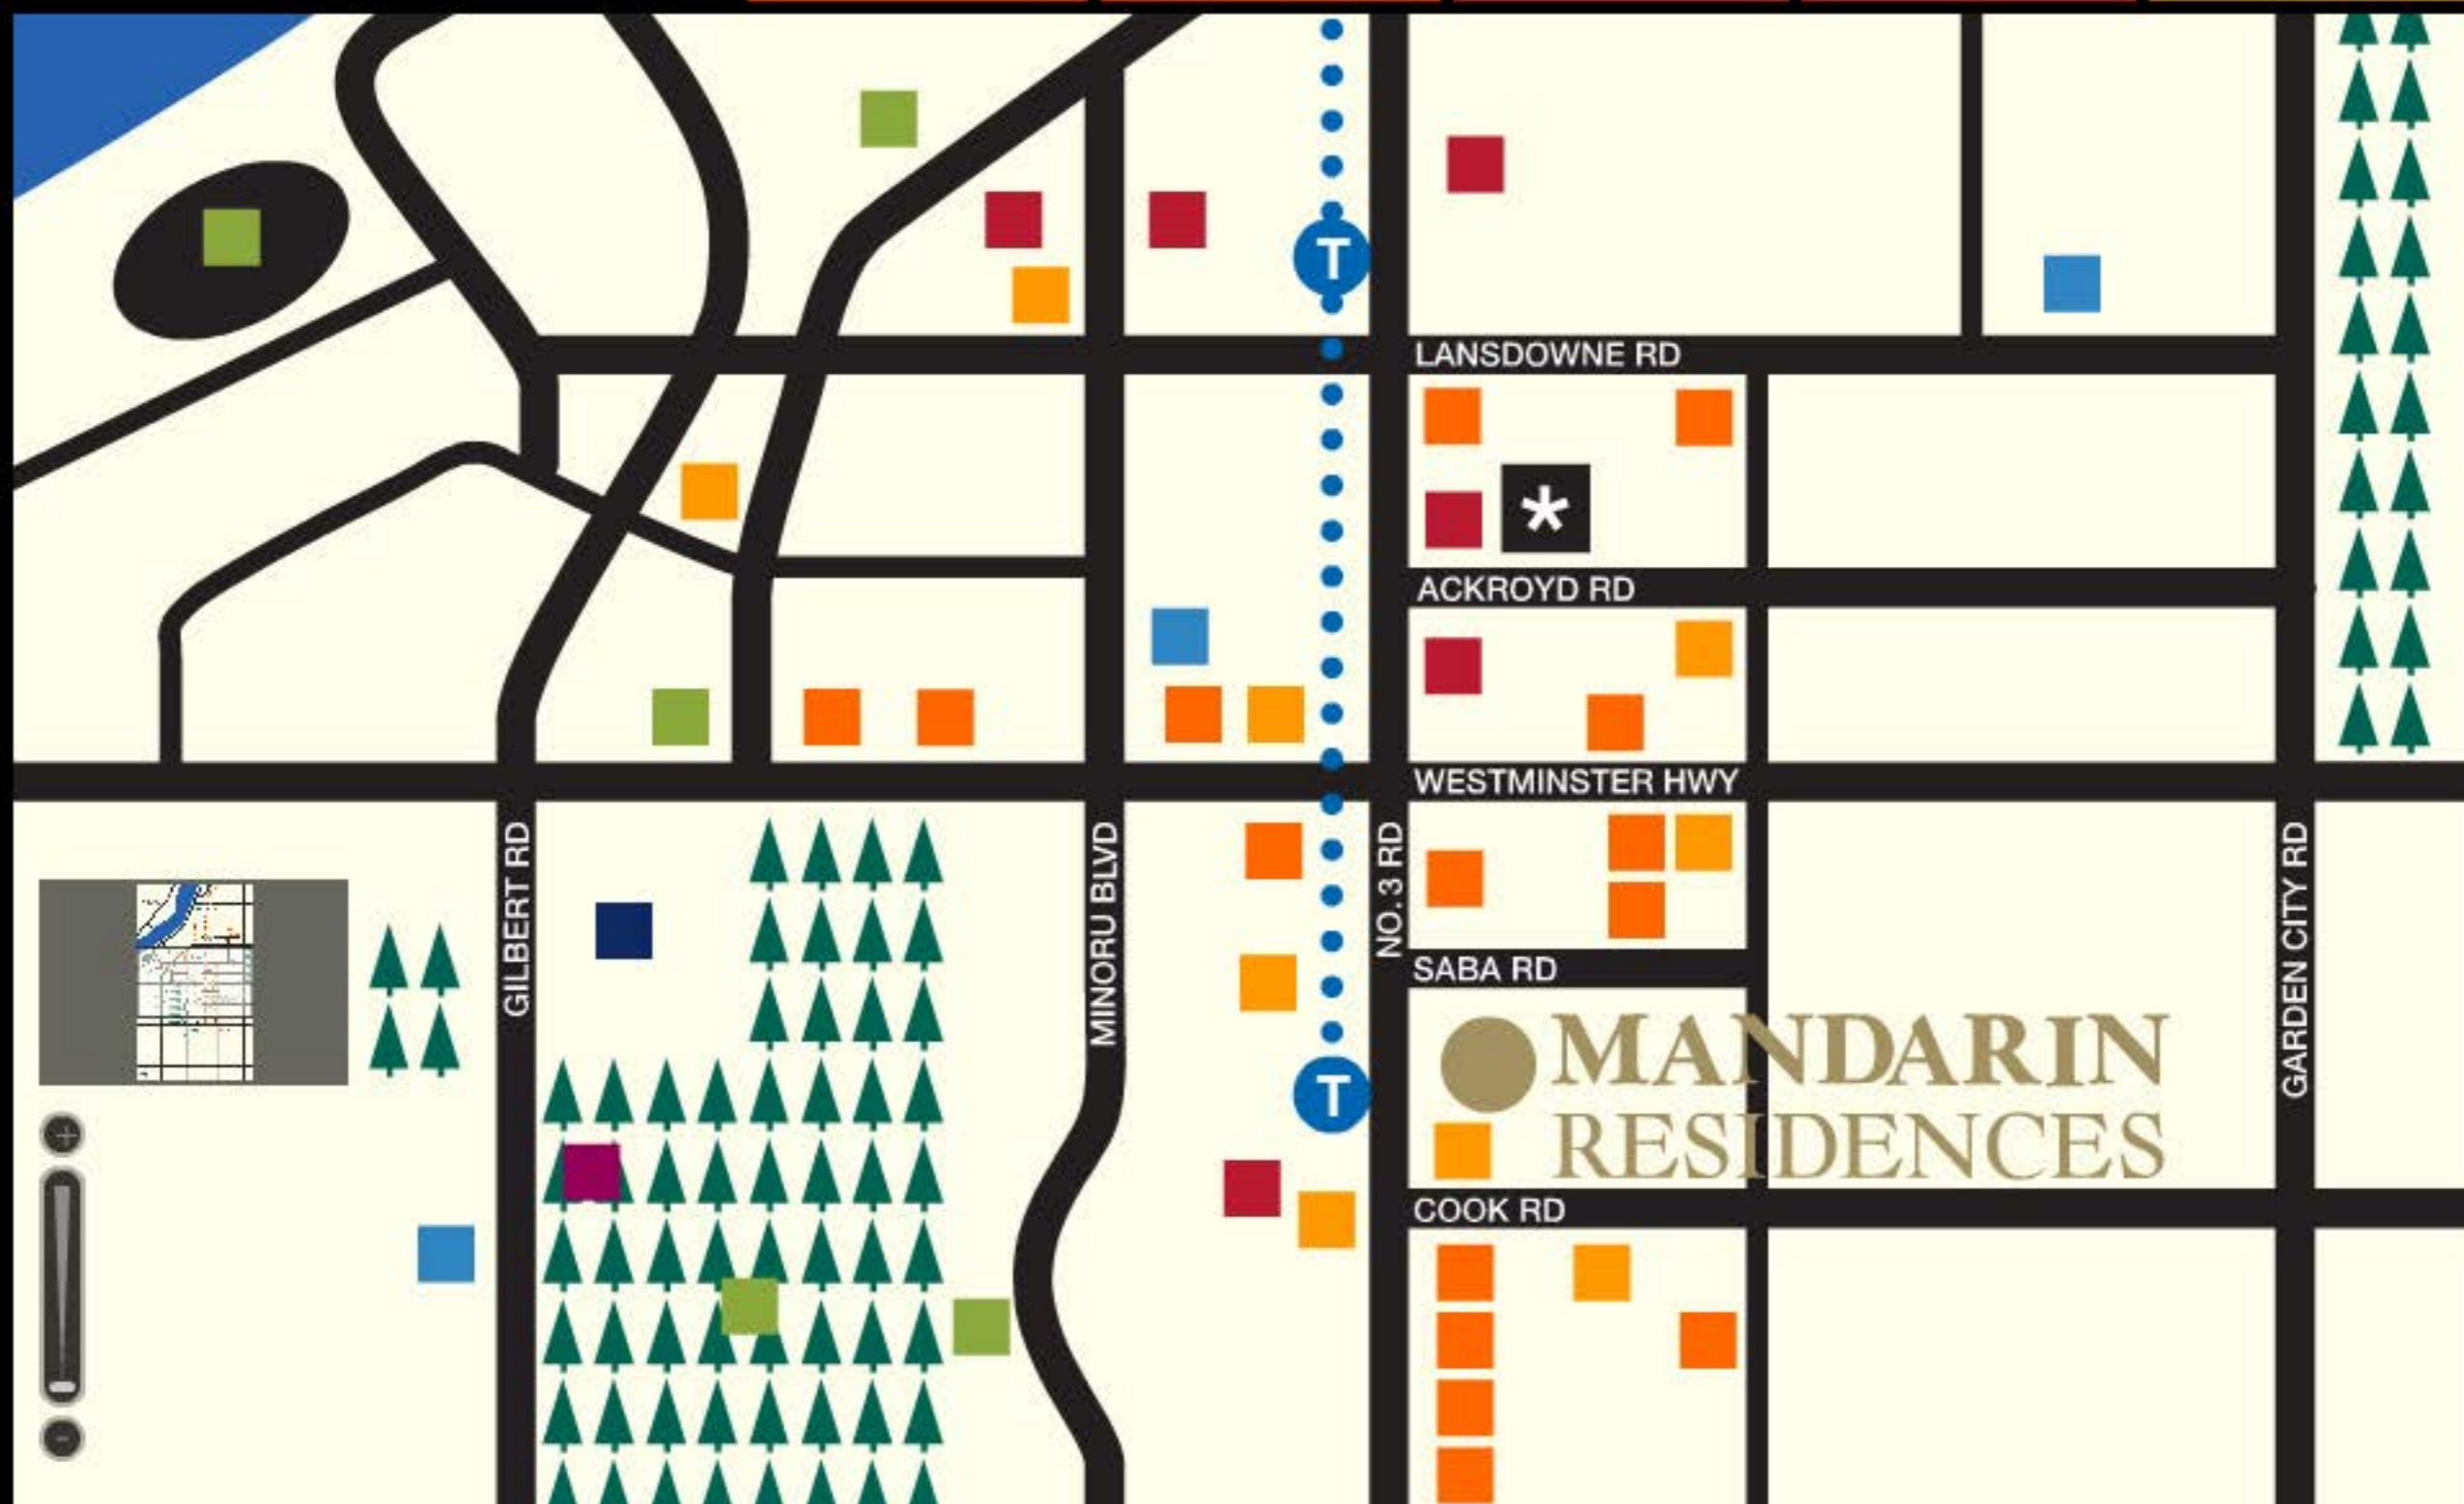 T
LANSDOWNE RD
*
ACKROYD RD
WESTMINSTER HWY
GILBERT RD
MINORU BLVD
NO. 3 RD
GARDEN CITY RD
SABA RD
MANDARIN
RESIDENCES
T
COOK RD